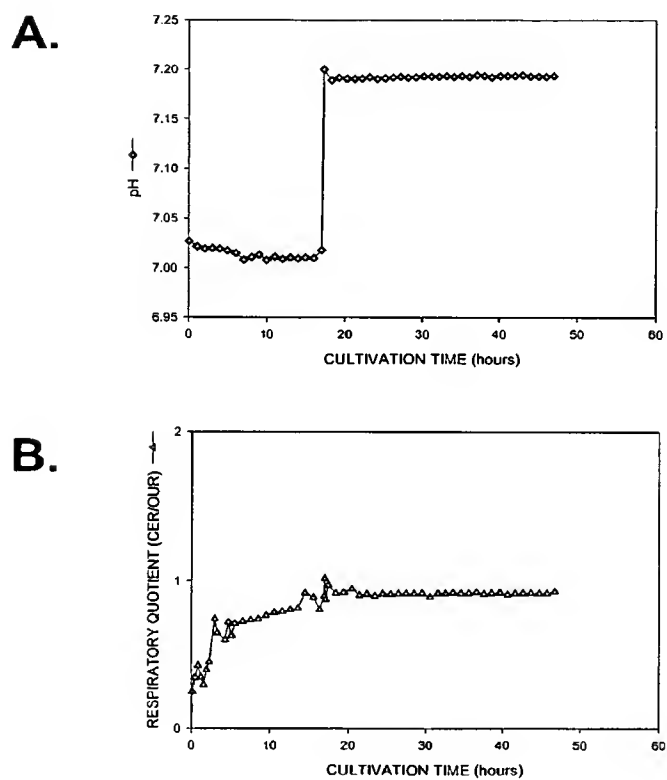 A.
7.25
7.20
7.15
7.10
7.05
7.00
6.95
pH
0 10 20 30 40 50 60
CULTIVATION TIME (hours)
B.
2
1
0
RESPIRATORY QUOTIENT (CER/OUR)
0 10 20 30 40 50 60
CULTIVATION TIME (hours)